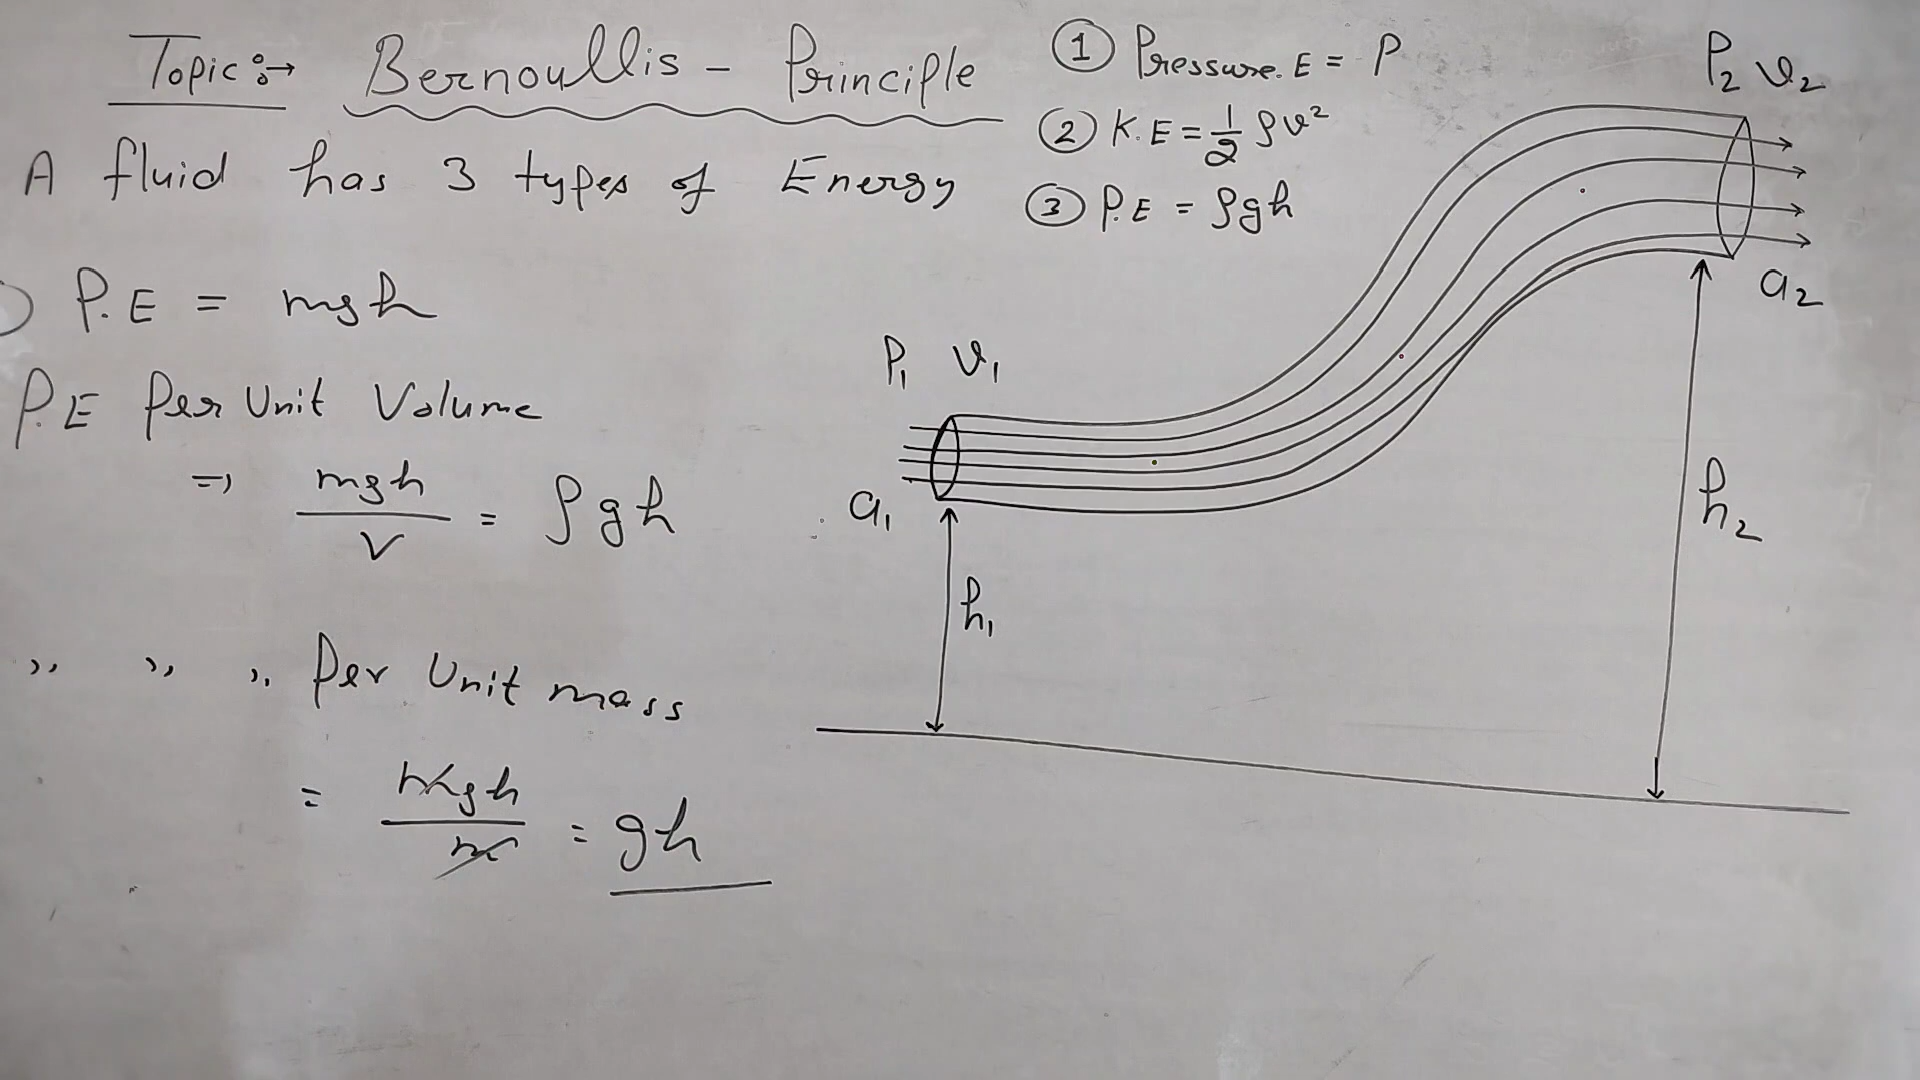 Topic:→ Bernoullis - Principle
A fluid has 3 types of Energy
① Pressure.E = P
② K.E = 1/2 ρv²
③ P.E = ρgh
) P.E = mgh
P.E Per Unit Volume
=> mgh/V = ρgh
,, ,, ,, Per Unit mass
= mgh/m = gh
P₂ v₂
a₂
P₁ v₁
a₁
h₁
h₂